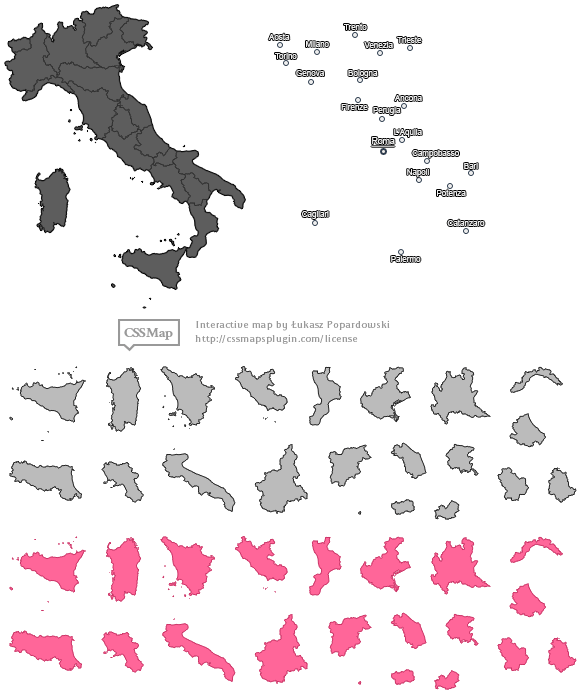 Trento
Aosta
Milano
Venezia
Trieste
Torino
Genova
Bologna
Firenze
Ancona
Perugia
L'Aquila
Roma
Campobasso
Napoli
Bari
Potenza
Cagliari
Catanzaro
Palermo
CSSMap
Interactive map by Łukasz Popardowski
http://cssmapsplugin.com/license